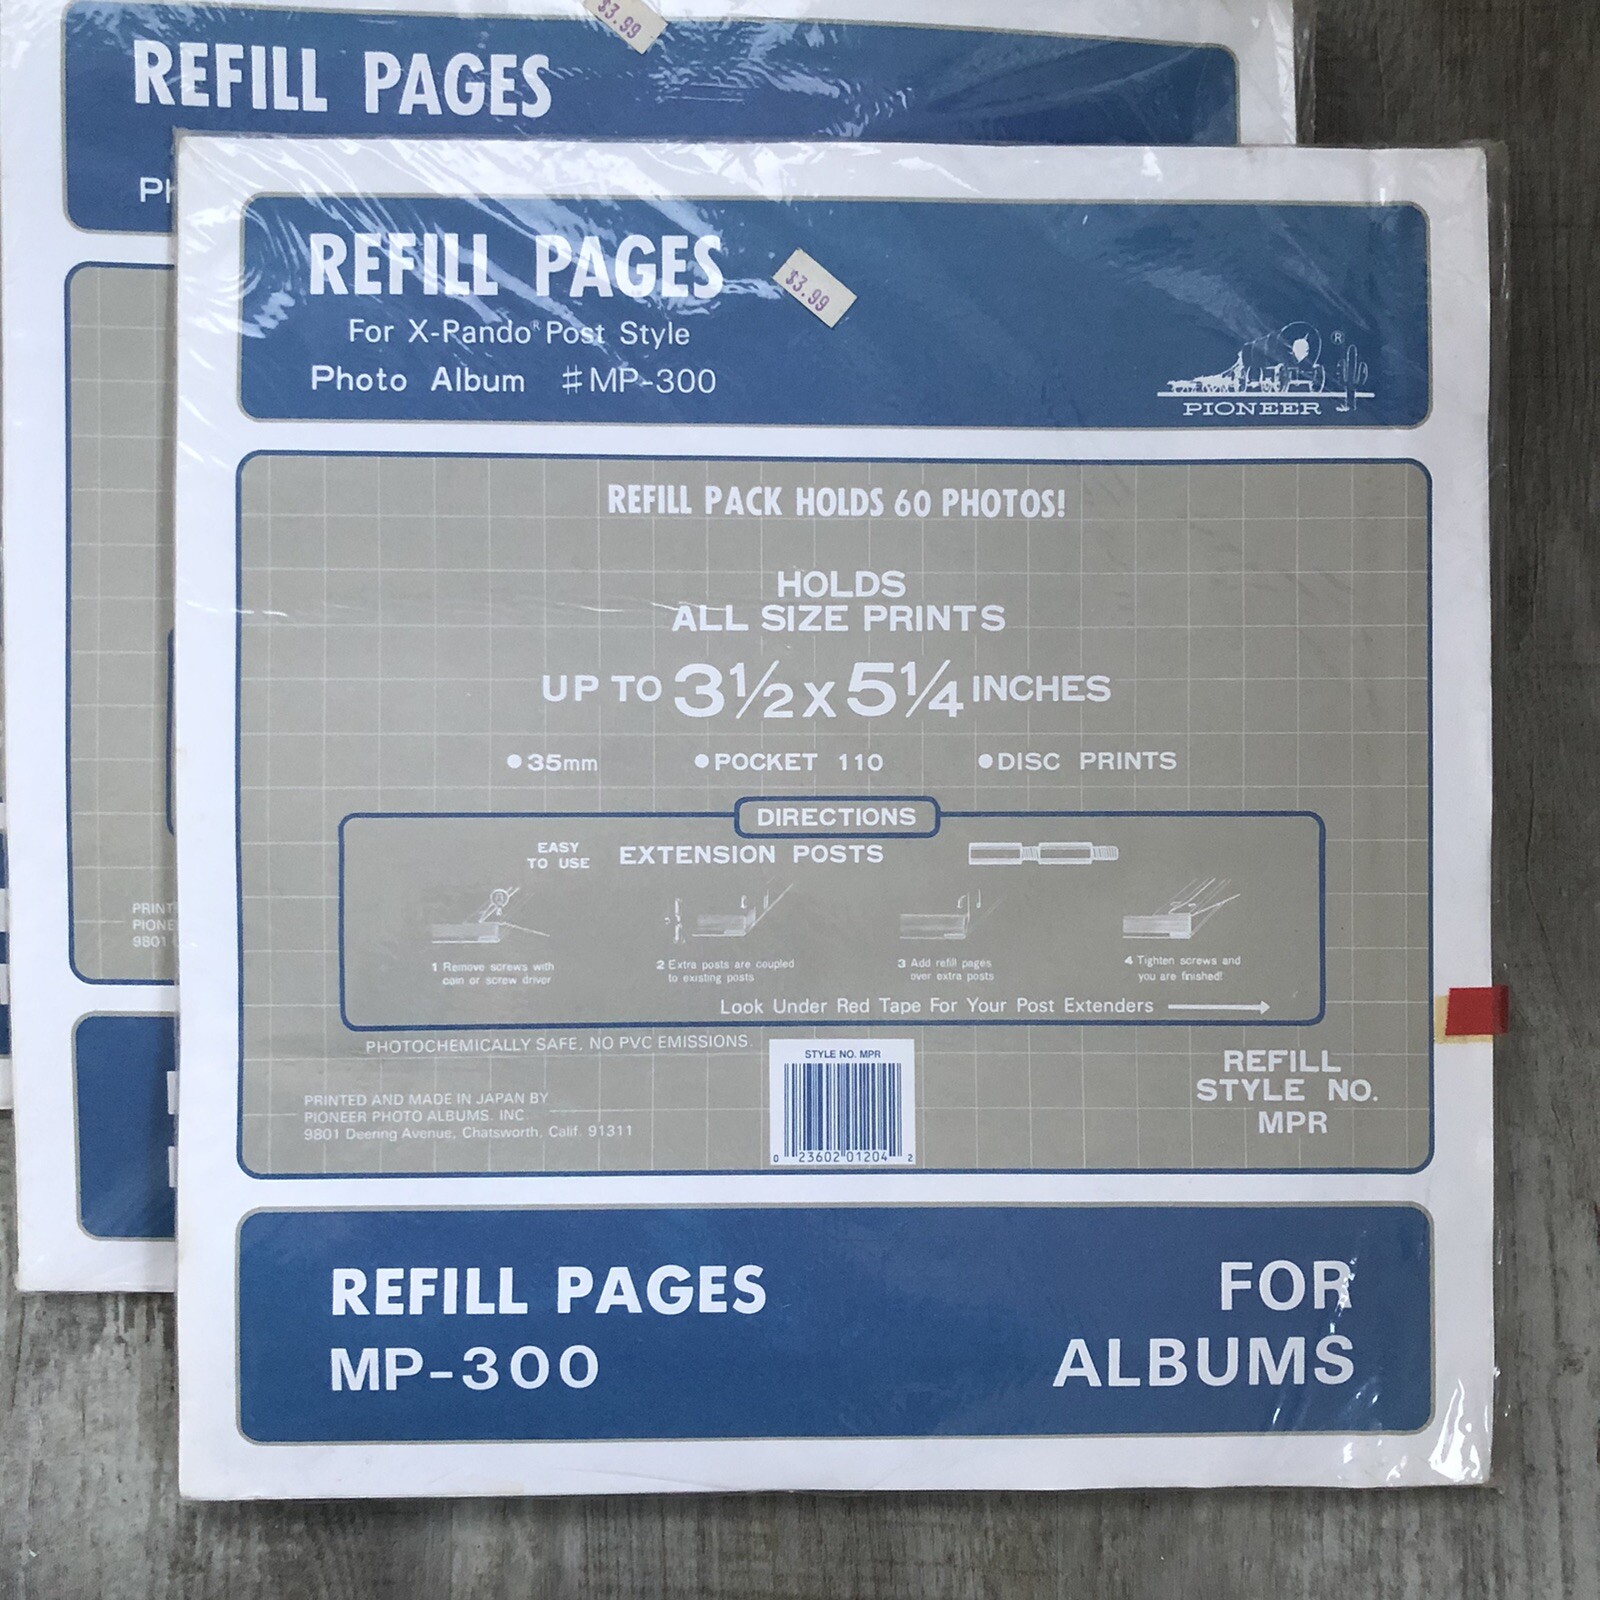 $3.99
REFILL PAGES
REFILL PAGES
$3.99
For X-Pando® Post Style
Photo Album #MP-300
®
PIONEER
REFILL PACK HOLDS 60 PHOTOS!
HOLDS
ALL SIZE PRINTS
UP TO 3½ x 5¼ INCHES
●35mm ●POCKET 110 ●DISC PRINTS
DIRECTIONS
EASY
TO USE
EXTENSION POSTS
1 Remove screws with
coin or screw driver
2 Extra posts are coupled
to existing posts
3 Add refill pages
over extra posts
4 Tighten screws and
you are finished!
Look Under Red Tape For Your Post Extenders
PHOTOCHEMICALLY SAFE, NO PVC EMISSIONS.
STYLE NO. MPR
0 23602 01204 2
PRINTED AND MADE IN JAPAN BY
PIONEER PHOTO ALBUMS, INC
9801 Deering Avenue, Chatsworth, Calif. 91311
REFILL
STYLE NO.
MPR
9801
REFILL PAGES
MP-300
FOR
ALBUMS